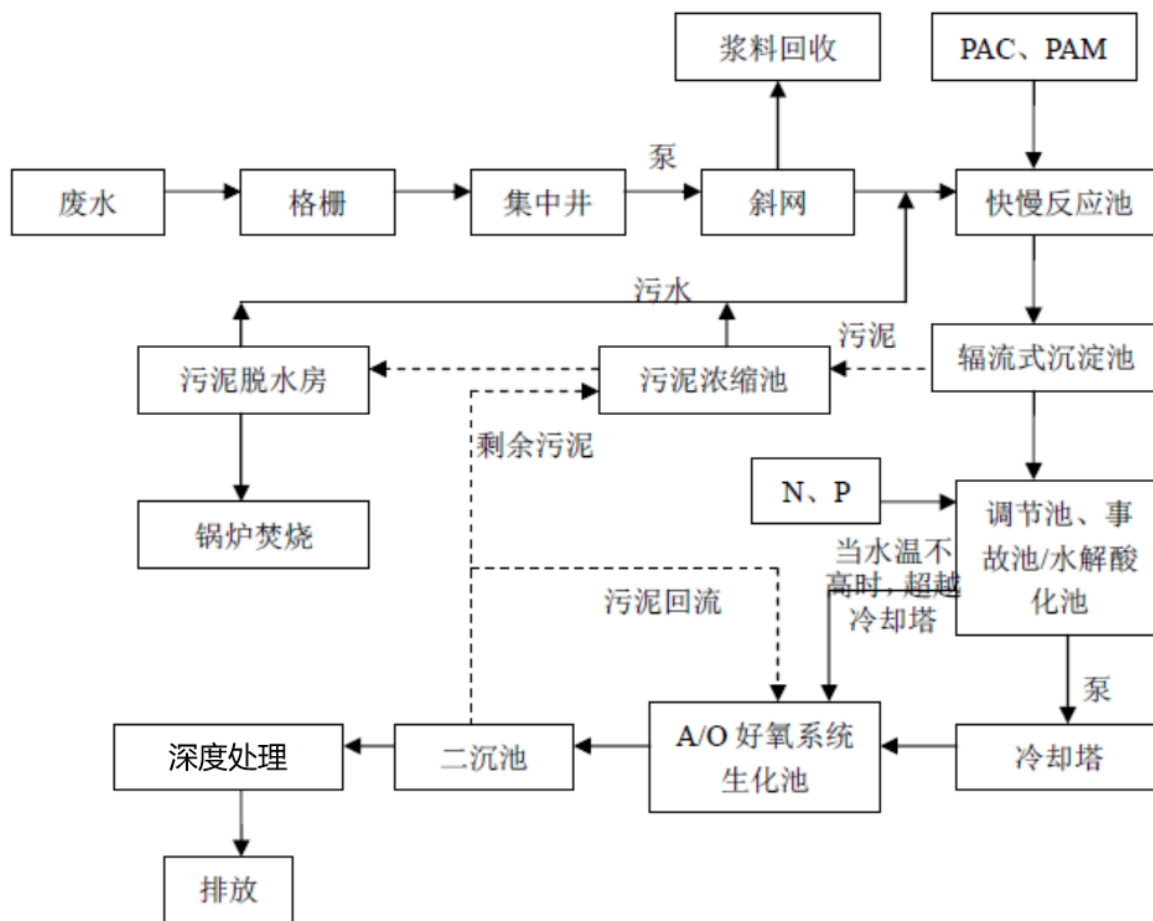 浆料回收
PAC、PAM
泵
废水
格栅
集中井
斜网
快慢反应池
污水
污泥
污泥脱水房
污泥浓缩池
辐流式沉淀池
剩余污泥
N、P
调节池、事
故池/水解酸
化池
锅炉焚烧
当水温不
高时，超越
冷却塔
污泥回流
泵
深度处理
二沉池
A/O 好氧系统
生化池
冷却塔
排放